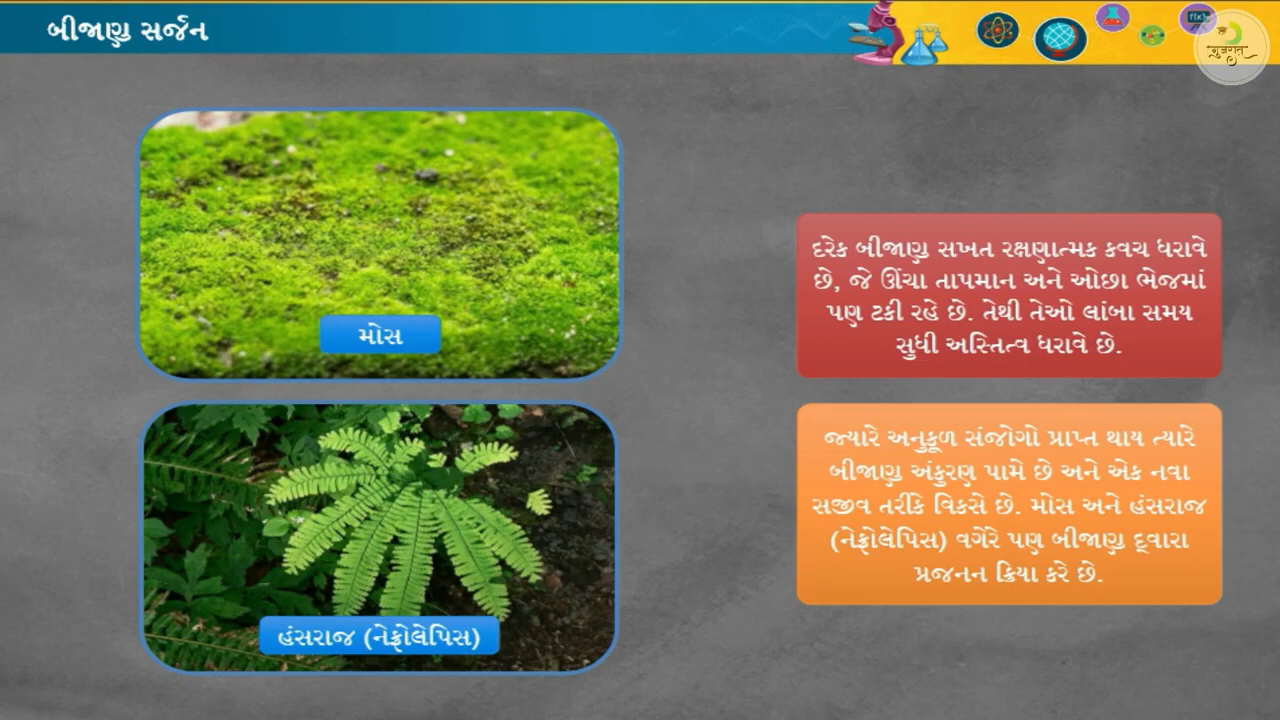 બીજાણુ સર્જન
ગુજરાત
મોસ
હંસરાજ (નેફ્રોલેપિસ)
દરેક બીજાણુ સખત રક્ષણાત્મક કવચ ધરાવે
છે, જે ઊંચા તાપમાન અને ઓછા ભેજમાં
પણ ટકી રહે છે. તેથી તેઓ લાંબા સમય
સુધી અસ્તિત્વ ધરાવે છે.
જ્યારે અનુકૂળ સંજોગો પ્રાપ્ત થાય ત્યારે
બીજાણુ અંકુરણ પામે છે અને એક નવા
સજીવ તરીકે વિકસે છે. મોસ અને હંસરાજ
(નેફ્રોલેપિસ) વગેરે પણ બીજાણુ દ્વારા
પ્રજનન ક્રિયા કરે છે.